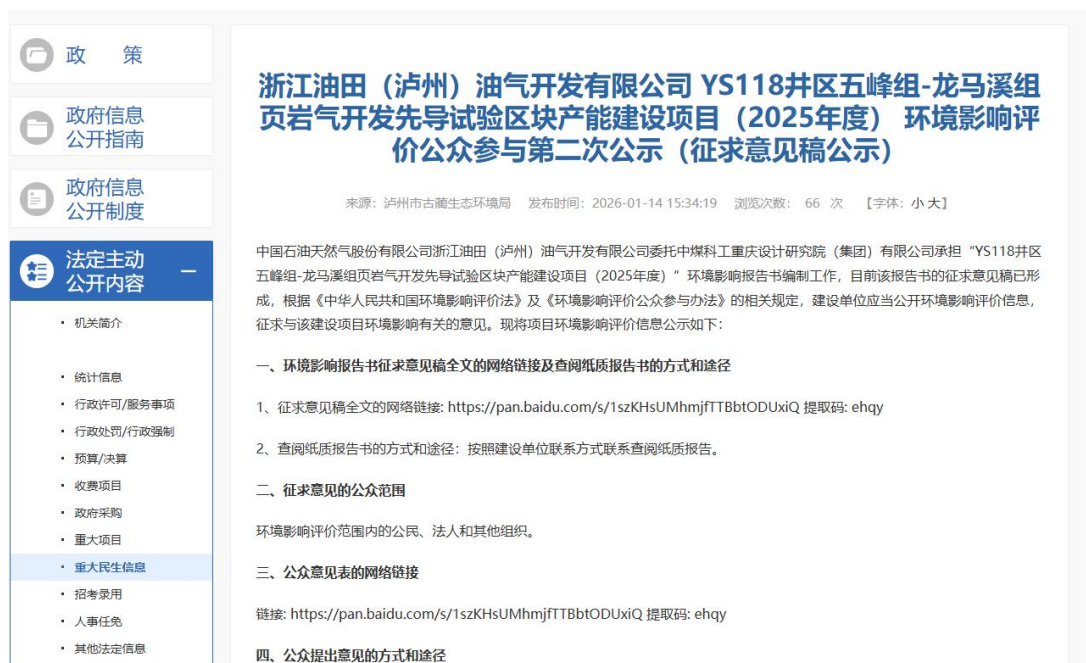 政 策
政府信息
公开指南
政府信息
公开制度
法定主动
公开内容
机关简介
统计信息
行政许可/服务事项
行政处罚/行政强制
预算/决算
收费项目
政府采购
重大项目
重大民生信息
招考录用
人事任免
其他法定信息
浙江油田（泸州）油气开发有限公司 YS118井区五峰组-龙马溪组
页岩气开发先导试验区块产能建设项目（2025年度） 环境影响评
价公众参与第二次公示（征求意见稿公示）
来源：泸州市古蔺生态环境局 发布时间：2026-01-14 15:34:19 浏览次数： 66 次 【字体：小 大】
中国石油天然气股份有限公司浙江油田（泸州）油气开发有限公司委托中煤科工重庆设计研究院（集团）有限公司承担“YS118井区
五峰组-龙马溪组页岩气开发先导试验区块产能建设项目（2025年度）”环境影响报告书编制工作，目前该报告书的征求意见稿已形
成，根据《中华人民共和国环境影响评价法》及《环境影响评价公众参与办法》的相关规定，建设单位应当公开环境影响评价信息，
征求与该建设项目环境影响有关的意见。现将项目环境影响评价信息公示如下：
一、环境影响报告书征求意见稿全文的网络链接及查阅纸质报告书的方式和途径
1、征求意见稿全文的网络链接: https://pan.baidu.com/s/1szKHsUMhmjfTTBbtODUxiQ 提取码: ehqy
2、查阅纸质报告书的方式和途径：按照建设单位联系方式联系查阅纸质报告。
二、征求意见的公众范围
环境影响评价范围内的公民、法人和其他组织。
三、公众意见表的网络链接
链接: https://pan.baidu.com/s/1szKHsUMhmjfTTBbtODUxiQ 提取码: ehqy
四、公众提出意见的方式和途径